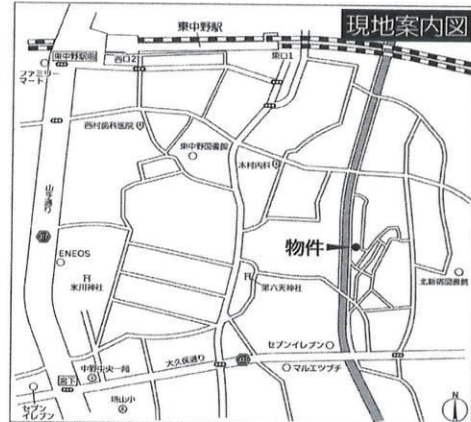 現地案内図
東中野駅
東中野駅前
西口2
東口1
ファミリー
マート
西村歯科医院
東中野図書館
木村内科
山手通り
317
物件
ENEOS
氷川神社
第六天神社
北新宿図書館
セブンイレブン
大久保通り
マルエツプチ
中野中央一局
宮下
塔山小
セブン
イレブン
N